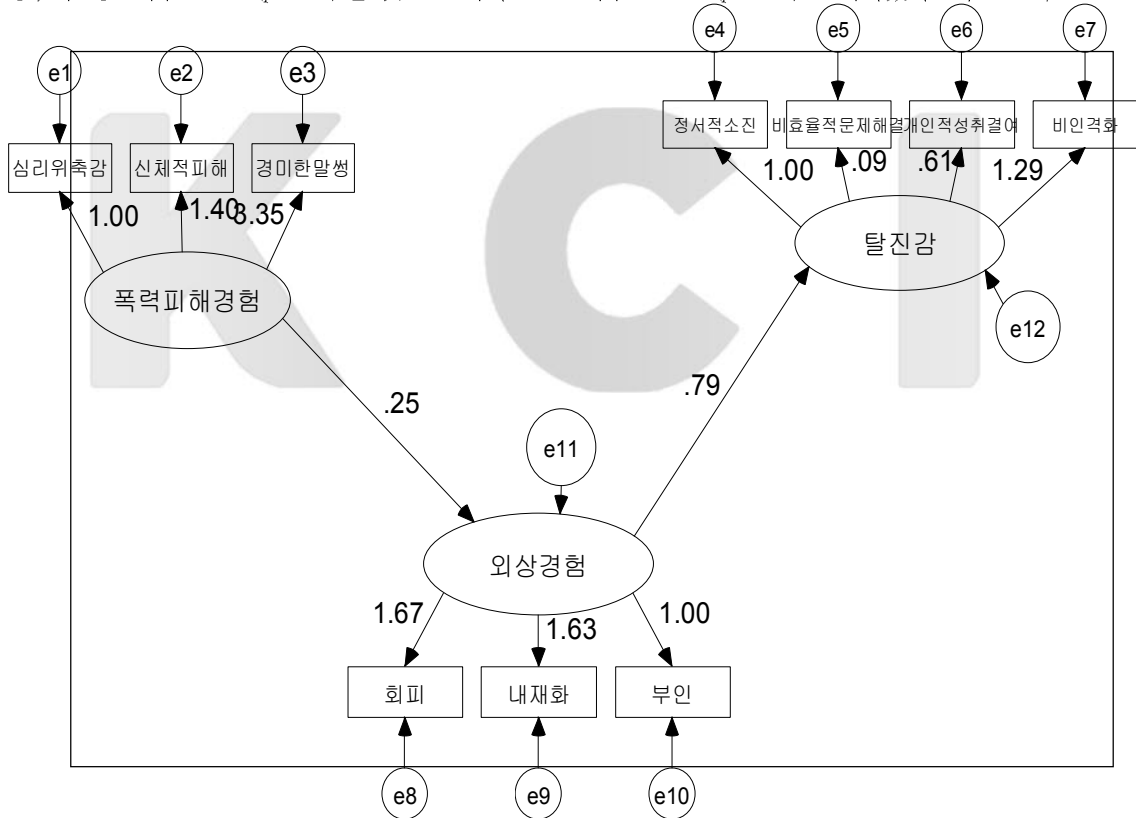 e4 e5 e6 e7
e1 e2 e3
정서적소진 비효율적문제해결 개인적성취결여 비인격화
심리위축감 신체적피해 경미한말썽
1.00 .09 .61 1.29
1.00 1.40 3.35
탈진감
폭력피해경험
e12
.25 .79
e11
외상경험
1.67 1.63 1.00
회피 내재화 부인
e8 e9 e10
KCI